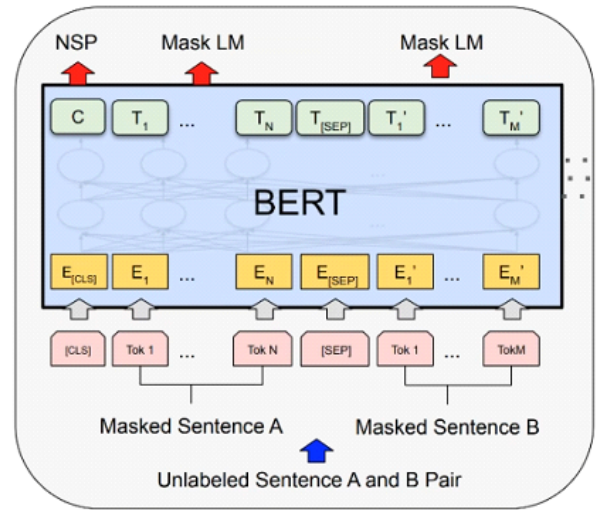 NSP Mask LM Mask LM
C T1 ... TN T[SEP] T1' ... TM'
BERT
E[CLS] E1 ... EN E[SEP] E1' ... EM'
[CLS] Tok 1 ... Tok N [SEP] Tok 1 ... TokM
Masked Sentence A Masked Sentence B
Unlabeled Sentence A and B Pair